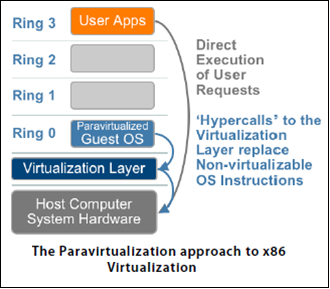 Ring 3
User Apps
Ring 2
Ring 1
Ring 0
Paravirtualized
Guest OS
Virtualization Layer
Host Computer
System Hardware
Direct
Execution
of User
Requests
‘Hypercalls’ to the
Virtualization
Layer replace
Non-virtualizable
OS Instructions
The Paravirtualization approach to x86
Virtualization